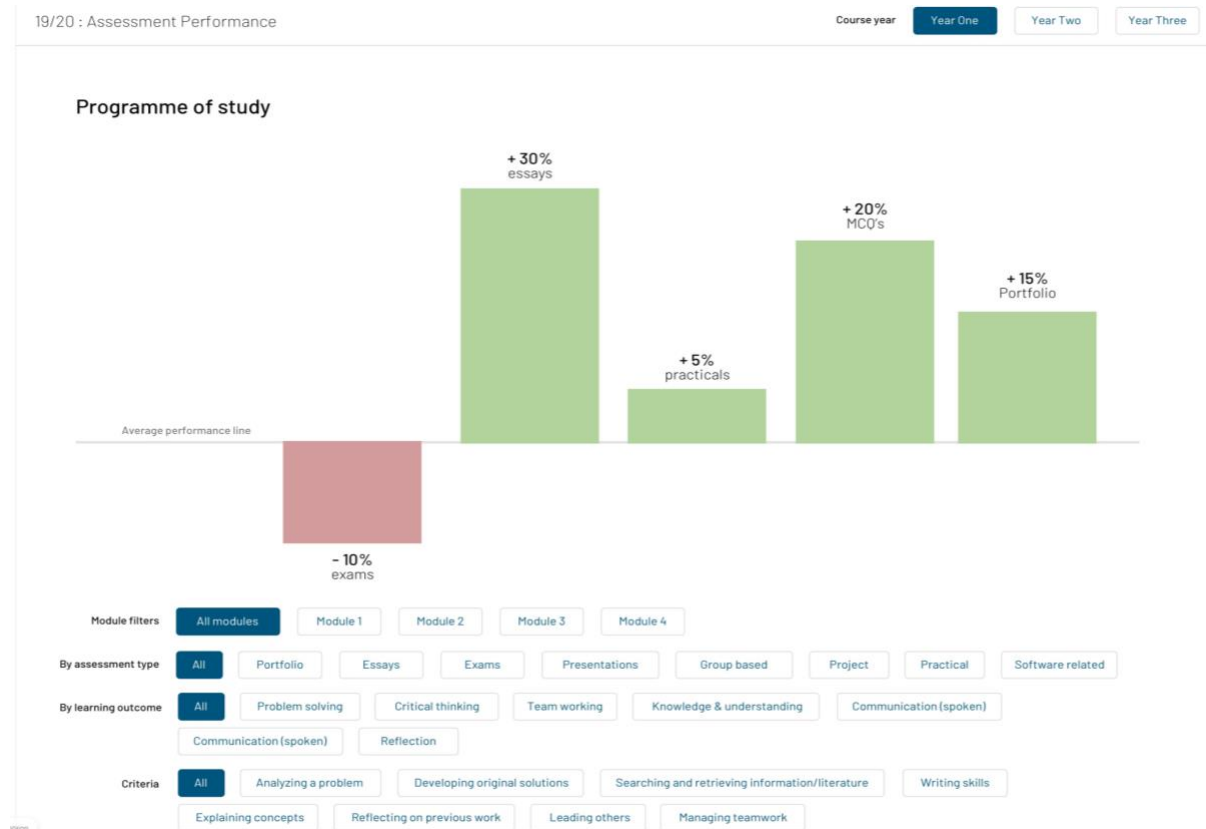 19/20 : Assessment Performance
Course year
Year One
Year Two
Year Three
Programme of study
+ 30%
essays
+ 20%
MCQ's
+ 15%
Portfolio
+ 5%
practicals
Average performance line
- 10%
exams
Module filters
All modules
Module 1
Module 2
Module 3
Module 4
By assessment type
All
Portfolio
Essays
Exams
Presentations
Group based
Project
Practical
Software related
By learning outcome
All
Problem solving
Critical thinking
Team working
Knowledge & understanding
Communication (spoken)
Communication (spoken)
Reflection
Criteria
All
Analyzing a problem
Developing original solutions
Searching and retrieving information/literature
Writing skills
Explaining concepts
Reflecting on previous work
Leading others
Managing teamwork